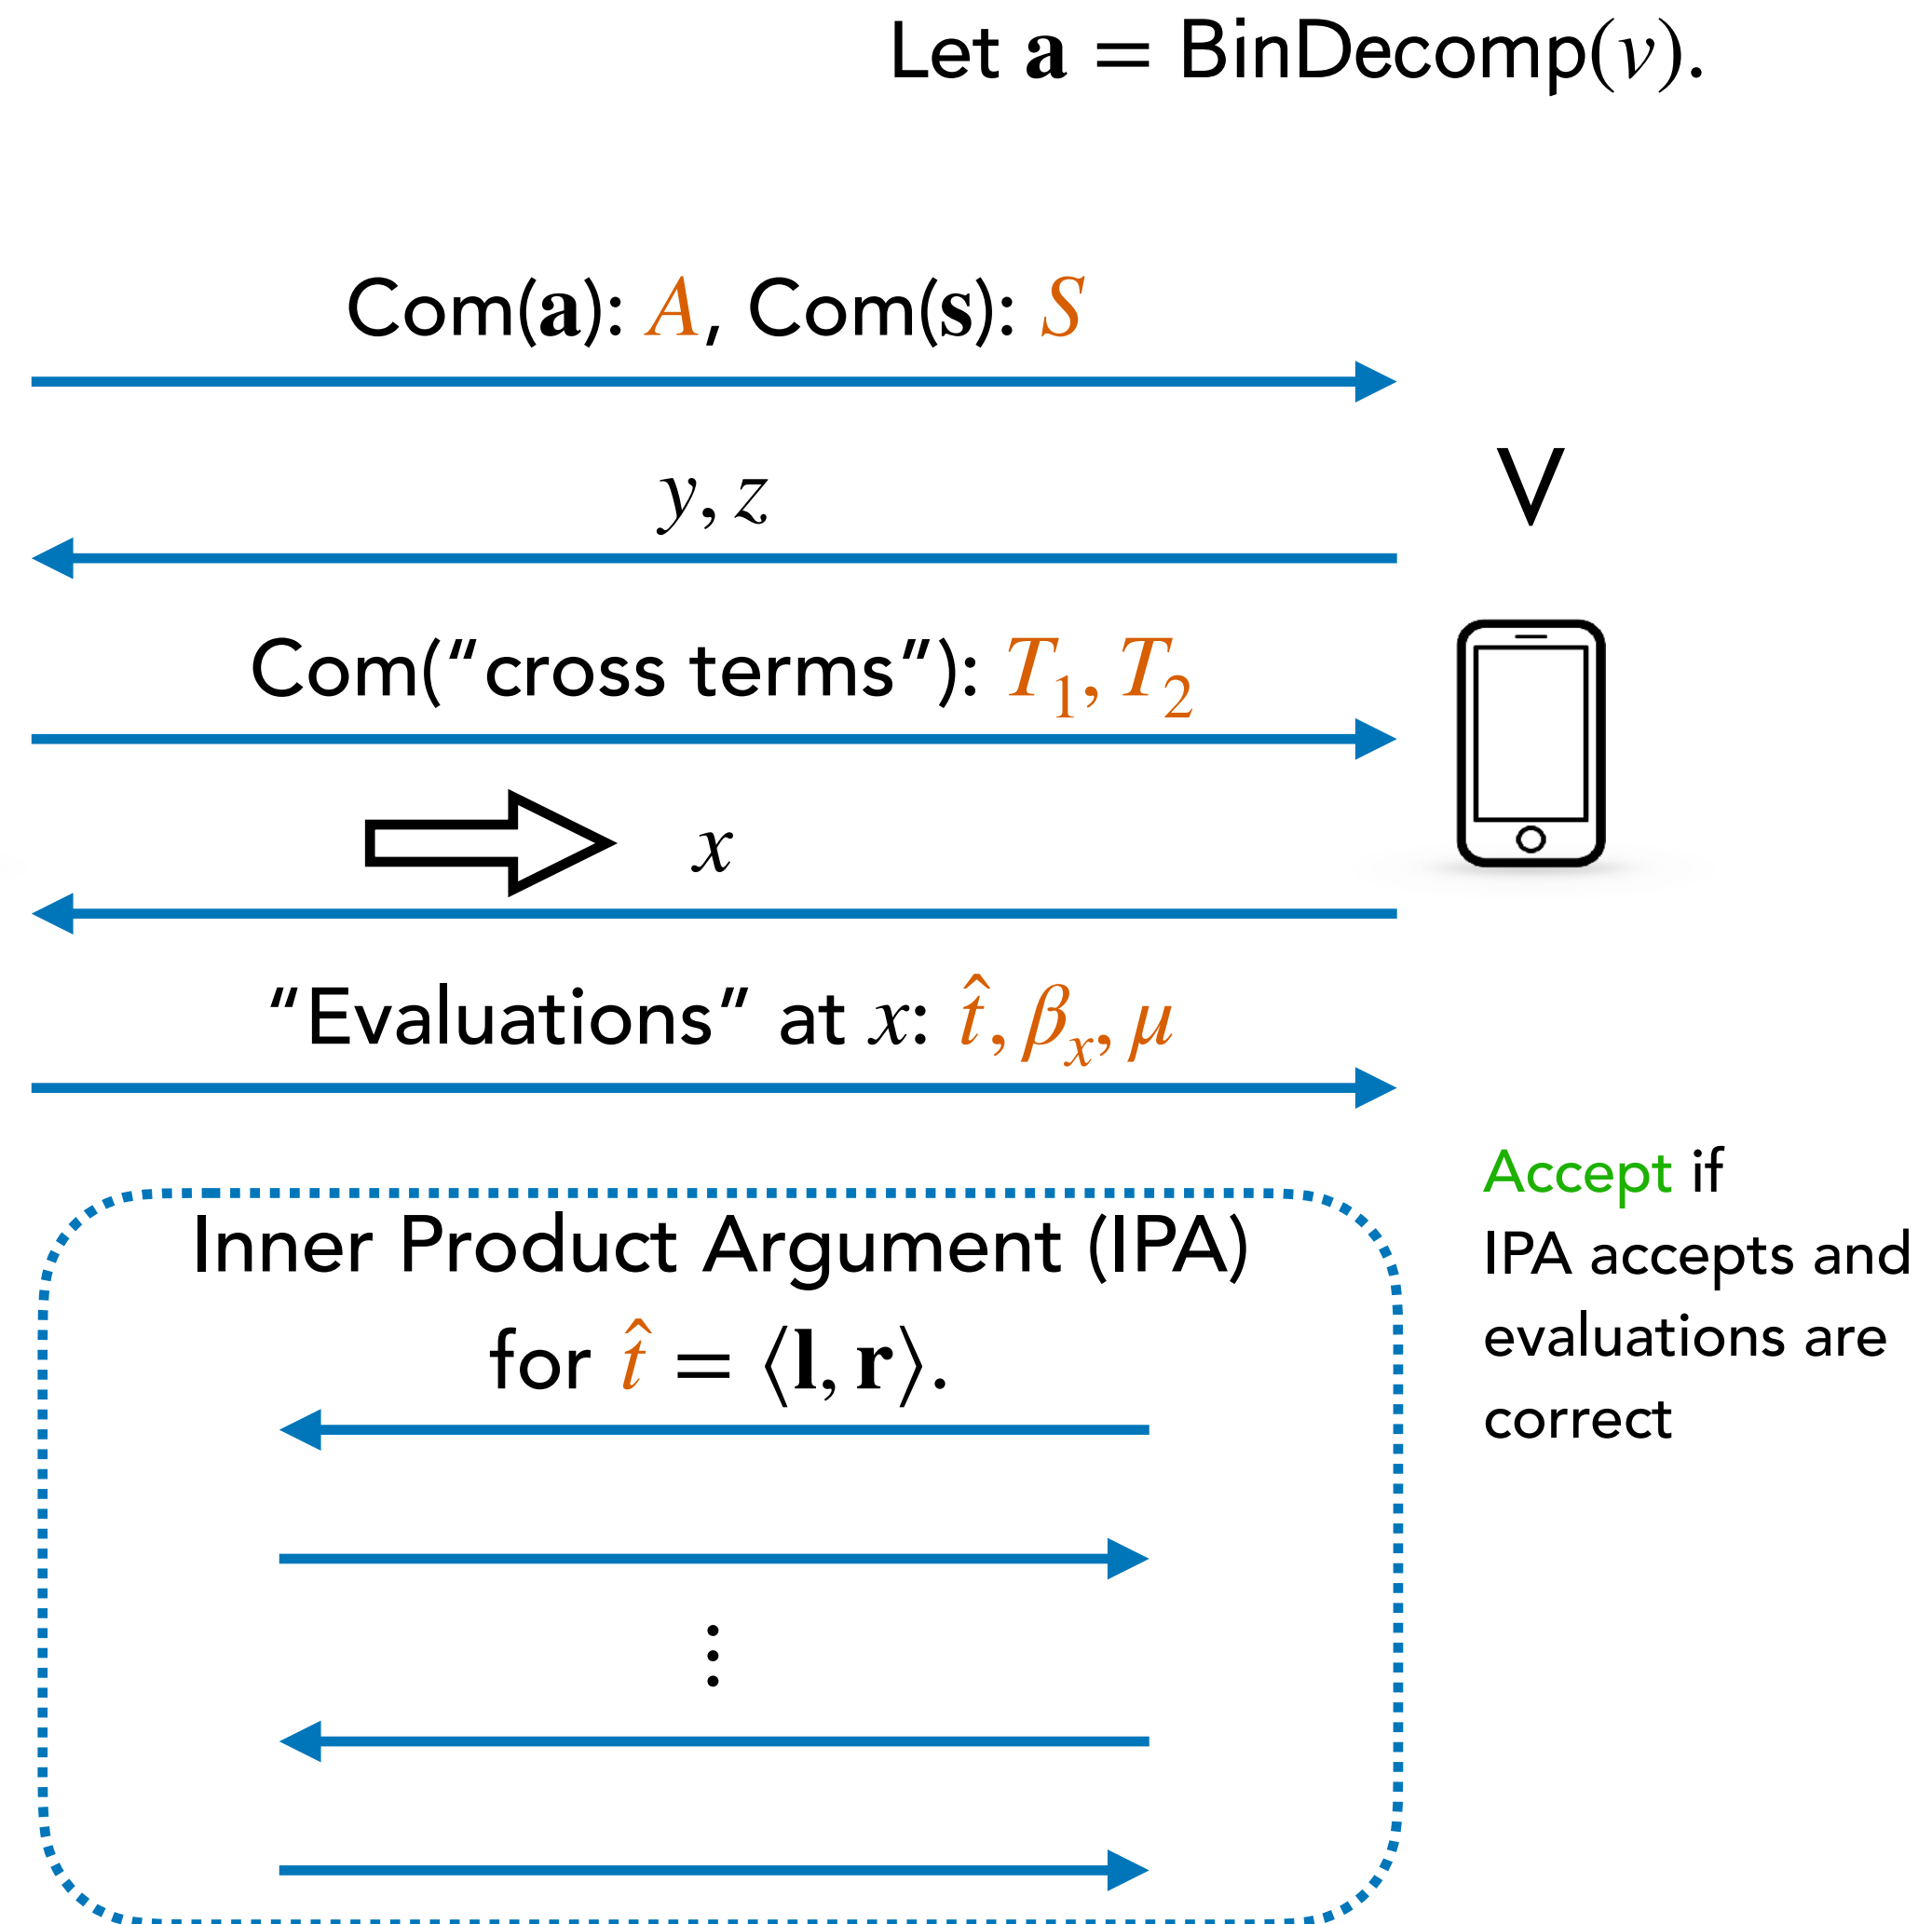 Let 𝐚 = BinDecomp(v).
Com(𝐚): A, Com(𝐬): S
y, z
V
Com("cross terms"): T₁, T₂
x
"Evaluations" at x: t̂, βₓ, μ
Accept if
IPA accepts and
evaluations are
correct
Inner Product Argument (IPA)
for t̂ = ⟨𝐥, 𝐫⟩.
⋮